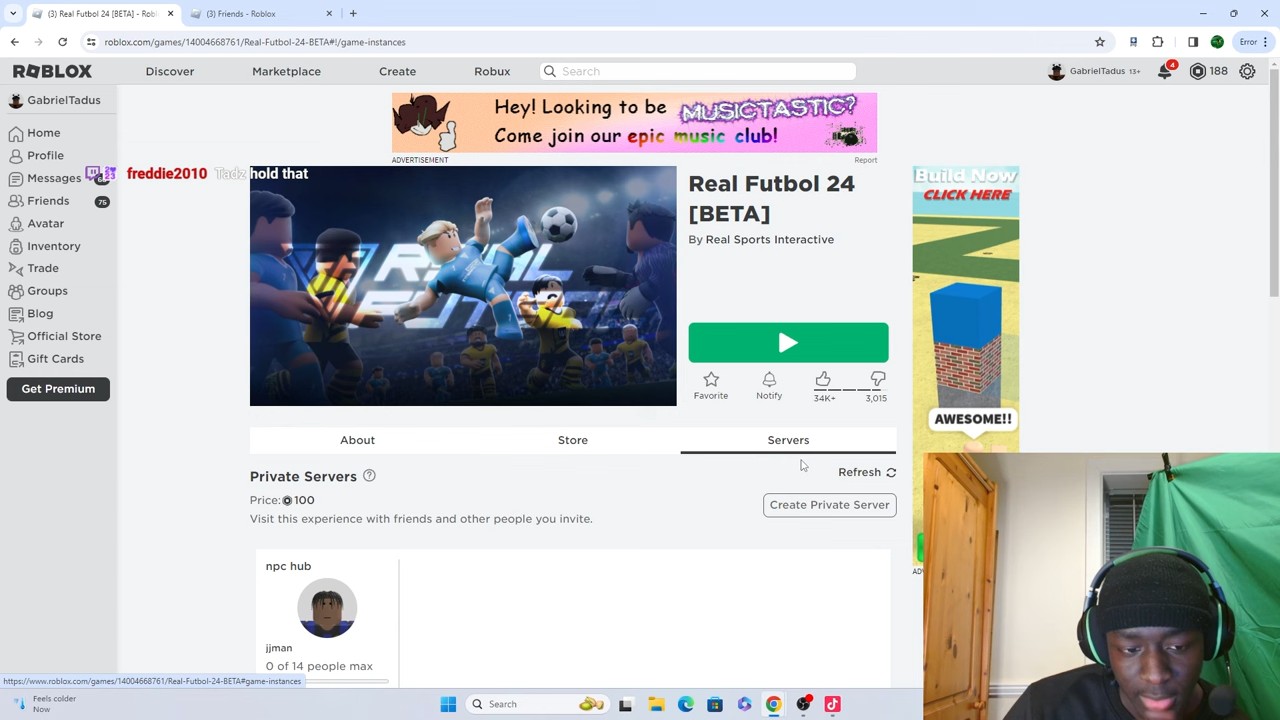 Real Futbol 24 [BETA] - Robl
(3) Friends - Roblox
roblox.com/games/14004668761/Real-Futbol-24-BETA#!/game-instances
Error
ROBLOX
Discover
Marketplace
Create
Robux
Search
GabrielTadus 13+
4
188
GabrielTadus
Home
Profile
Messages
Friends 75
Avatar
Inventory
Trade
Groups
Blog
Official Store
Gift Cards
Get Premium
freddie2010 Tadz hold that
Hey! Looking to be MUSICTASTIC?
Come join our epic music club!
ADVERTISEMENT
Report
REAL
Real Futbol 24
[BETA]
By Real Sports Interactive
Favorite
Notify
34K+
3,015
Build Now
CLICK HERE
AWESOME!!
About
Store
Servers
Private Servers
Refresh
Price: 100
Create Private Server
Visit this experience with friends and other people you invite.
npc hub
jjman
0 of 14 people max
https://www.roblox.com/games/14004668761/Real-Futbol-24-BETA#game-instances
Feels colder
Now
Search